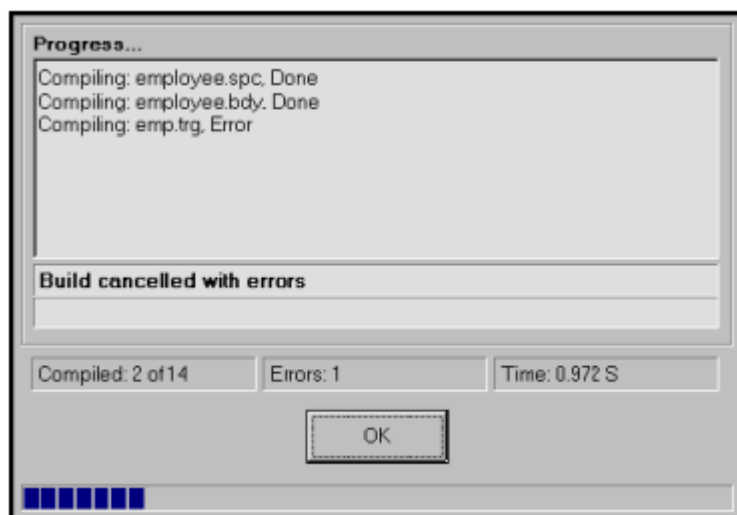 Progress...
Compiling: employee.spc, Done
Compiling: employee.bdy. Done
Compiling: emp.trg, Error
Build cancelled with errors
Compiled: 2 of 14
Errors: 1
Time: 0.972 S
OK